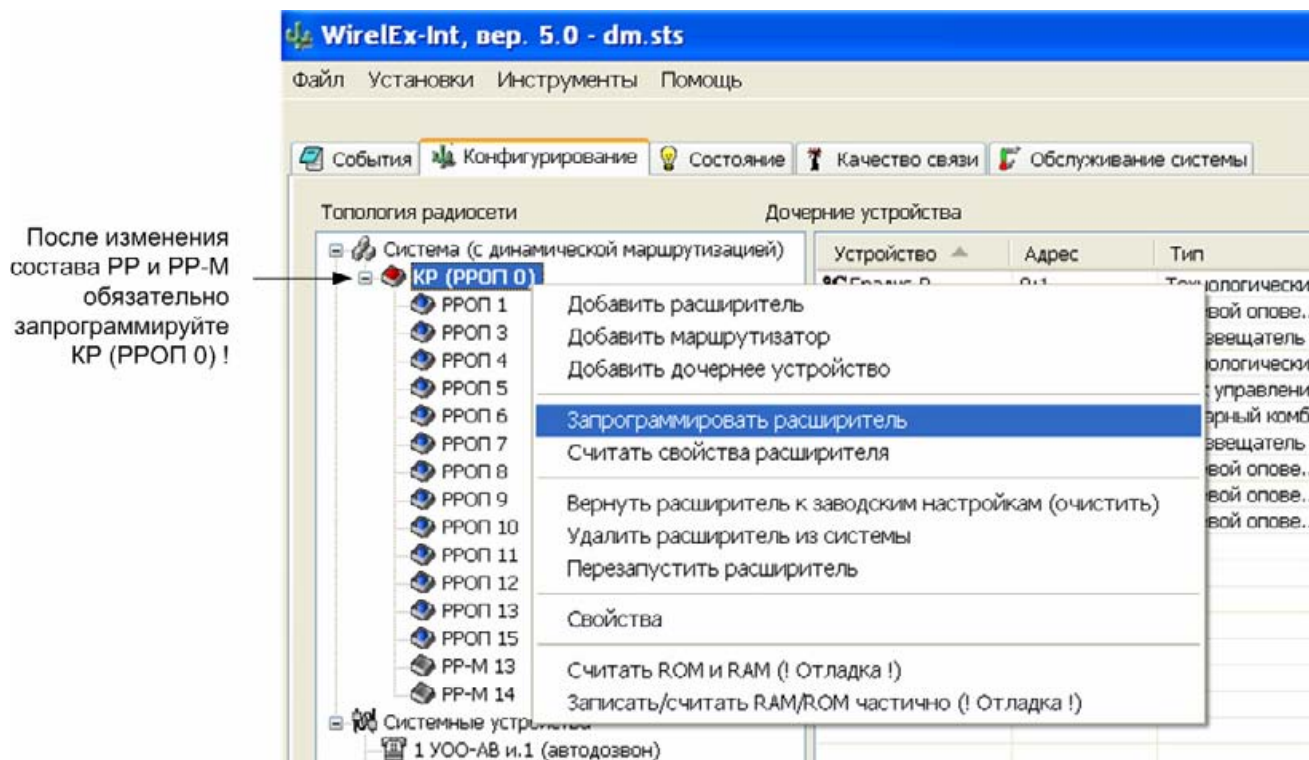 WirelEx-Int, вер. 5.0 - dm.sts
Файл Установки Инструменты Помощь
События Конфигурирование Состояние Качество связи Обслуживание системы
Топология радиосети Дочерние устройства
После изменения
состава РР и РР-М
обязательно
запрограммируйте
КР (РРОП 0) !
Система (с динамической маршрутизацией)
КР (РРОП 0)
РРОП 1
РРОП 3
РРОП 4
РРОП 5
РРОП 6
РРОП 7
РРОП 8
РРОП 9
РРОП 10
РРОП 11
РРОП 12
РРОП 13
РРОП 15
РР-М 13
РР-М 14
Системные
1 УОО-АВ и.1 (автодозвон)
Устройство Адрес Тип
Добавить расширитель
Добавить маршрутизатор
Добавить дочернее устройство
Запрограммировать расширитель
Считать свойства расширителя
Вернуть расширитель к заводским настройкам (очистить)
Удалить расширитель из системы
Перезапустить расширитель
Свойства
Считать ROM и RAM (! Отладка !)
Записать/считать RAM/ROM частично (! Отладка !)